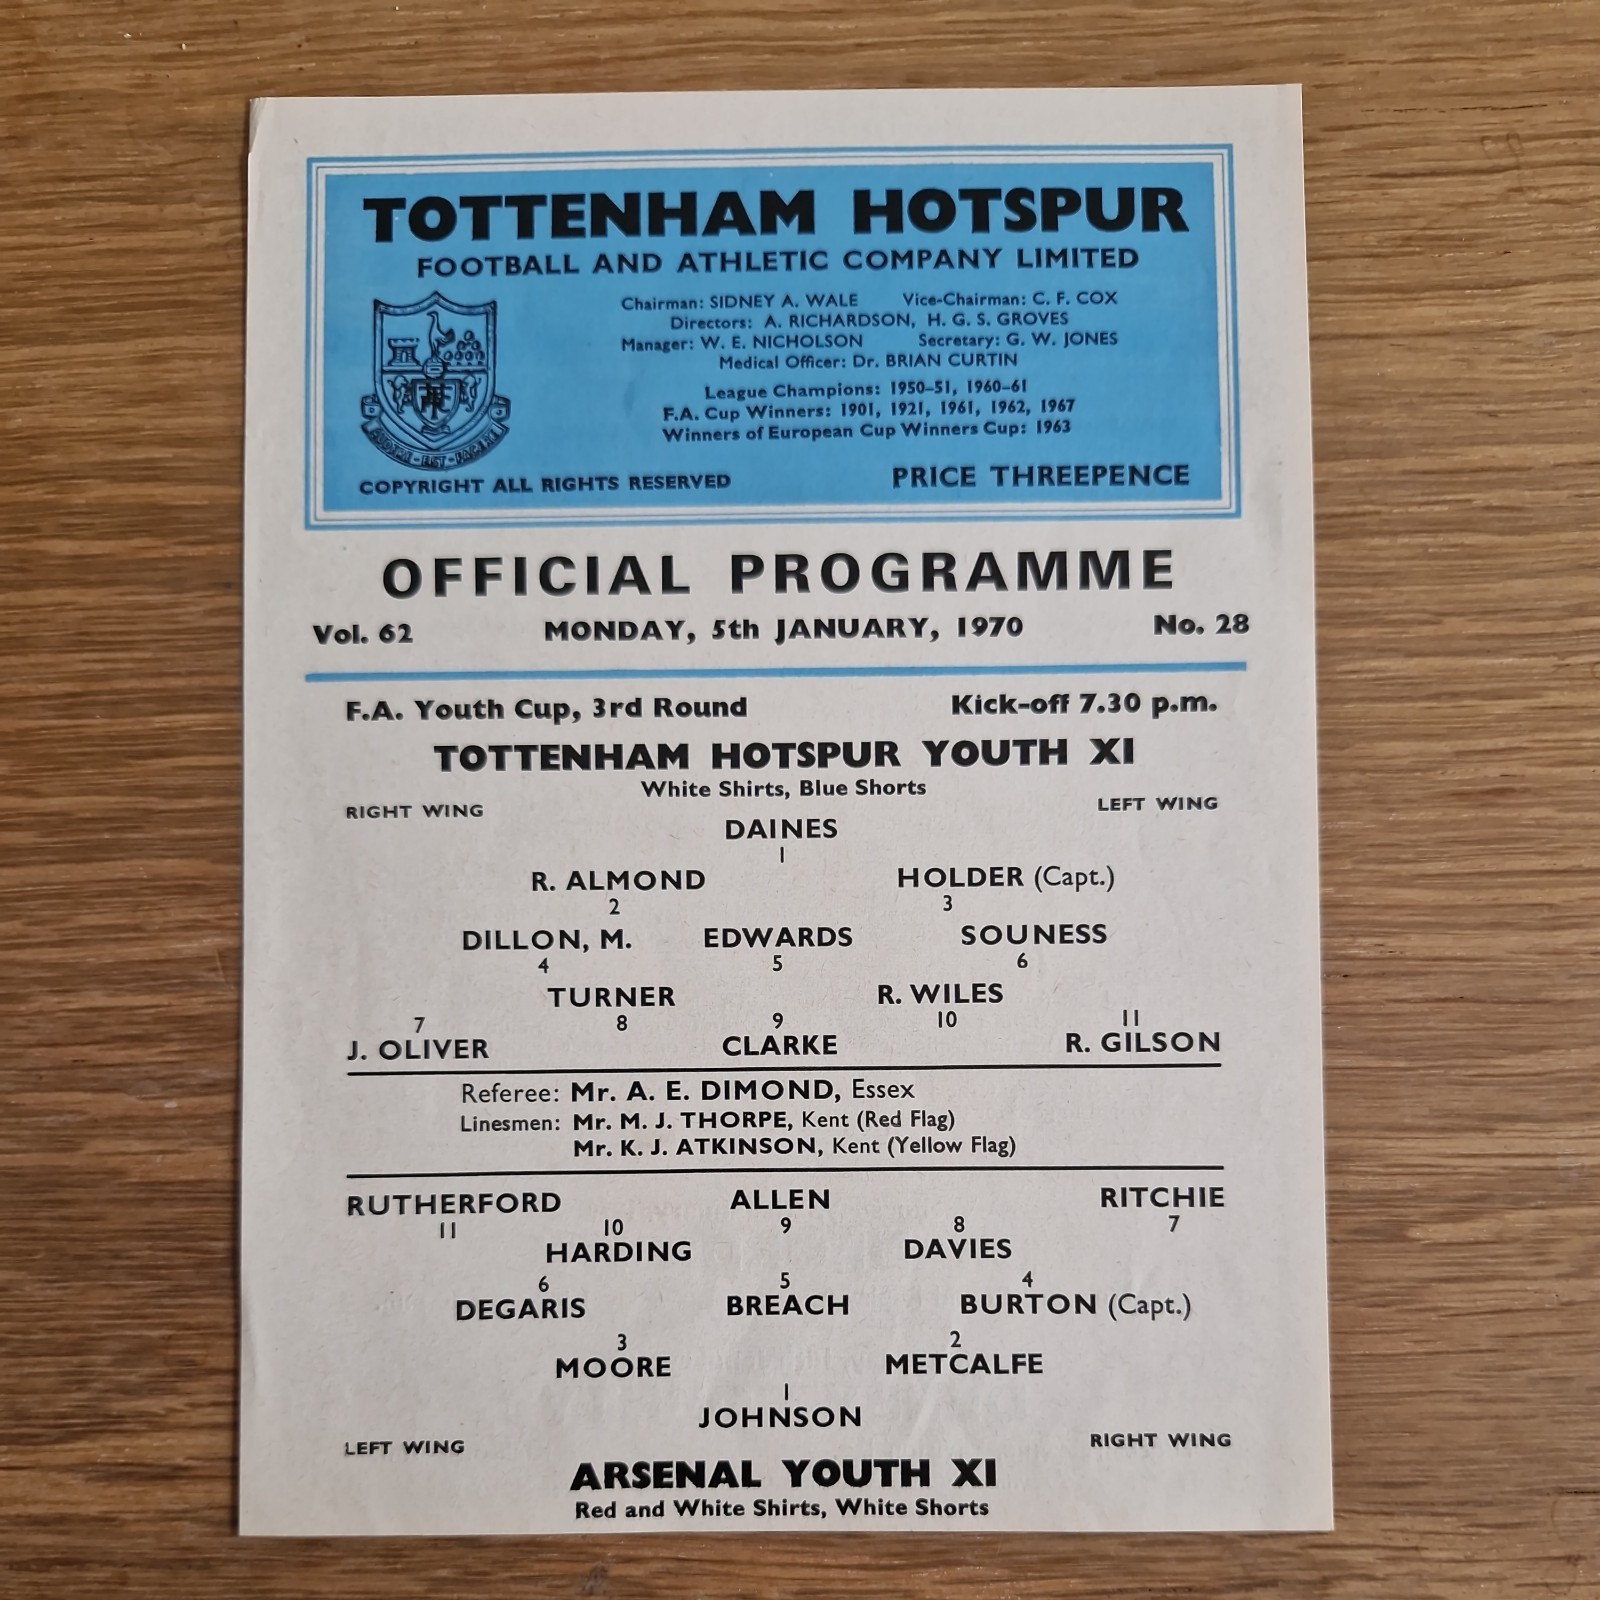 TOTTENHAM HOTSPUR
FOOTBALL AND ATHLETIC COMPANY LIMITED
Chairman: SIDNEY A. WALE Vice-Chairman: C. F. COX
Directors: A. RICHARDSON, H. G. S. GROVES
Manager: W. E. NICHOLSON Secretary: G. W. JONES
Medical Officer: Dr. BRIAN CURTIN
League Champions: 1950-51, 1960-61
F.A. Cup Winners: 1901, 1921, 1961, 1962, 1967
Winners of European Cup Winners Cup: 1963
AUDERE-EST-FACERE
COPYRIGHT ALL RIGHTS RESERVED PRICE THREEPENCE
OFFICIAL PROGRAMME
Vol. 62 MONDAY, 5th JANUARY, 1970 No. 28
F.A. Youth Cup, 3rd Round Kick-off 7.30 p.m.
TOTTENHAM HOTSPUR YOUTH XI
White Shirts, Blue Shorts
RIGHT WING LEFT WING
DAINES
1
R. ALMOND HOLDER (Capt.)
2 3
DILLON, M. EDWARDS SOUNESS
4 5 6
TURNER R. WILES
7 8 9 10 11
J. OLIVER CLARKE R. GILSON
Referee: Mr. A. E. DIMOND, Essex
Linesmen: Mr. M. J. THORPE, Kent (Red Flag)
Mr. K. J. ATKINSON, Kent (Yellow Flag)
RUTHERFORD ALLEN RITCHIE
11 10 9 8 7
HARDING DAVIES
6 5 4
DEGARIS BREACH BURTON (Capt.)
3 2
MOORE METCALFE
1
JOHNSON
LEFT WING RIGHT WING
ARSENAL YOUTH XI
Red and White Shirts, White Shorts